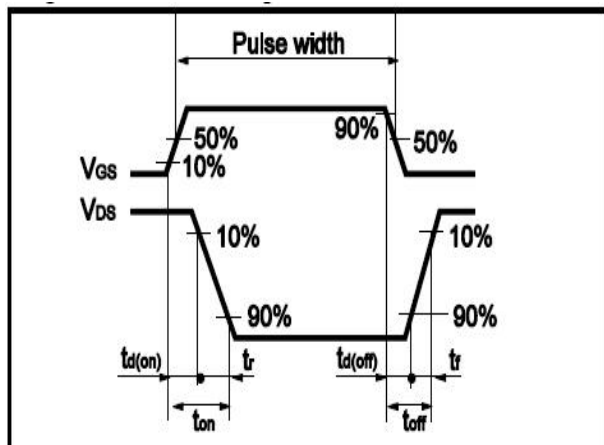 Pulse width
90%
50%
50%
10%
VGS
VDS
10%
10%
90%
90%
td(on)
tr
td(off)
tf
ton
toff